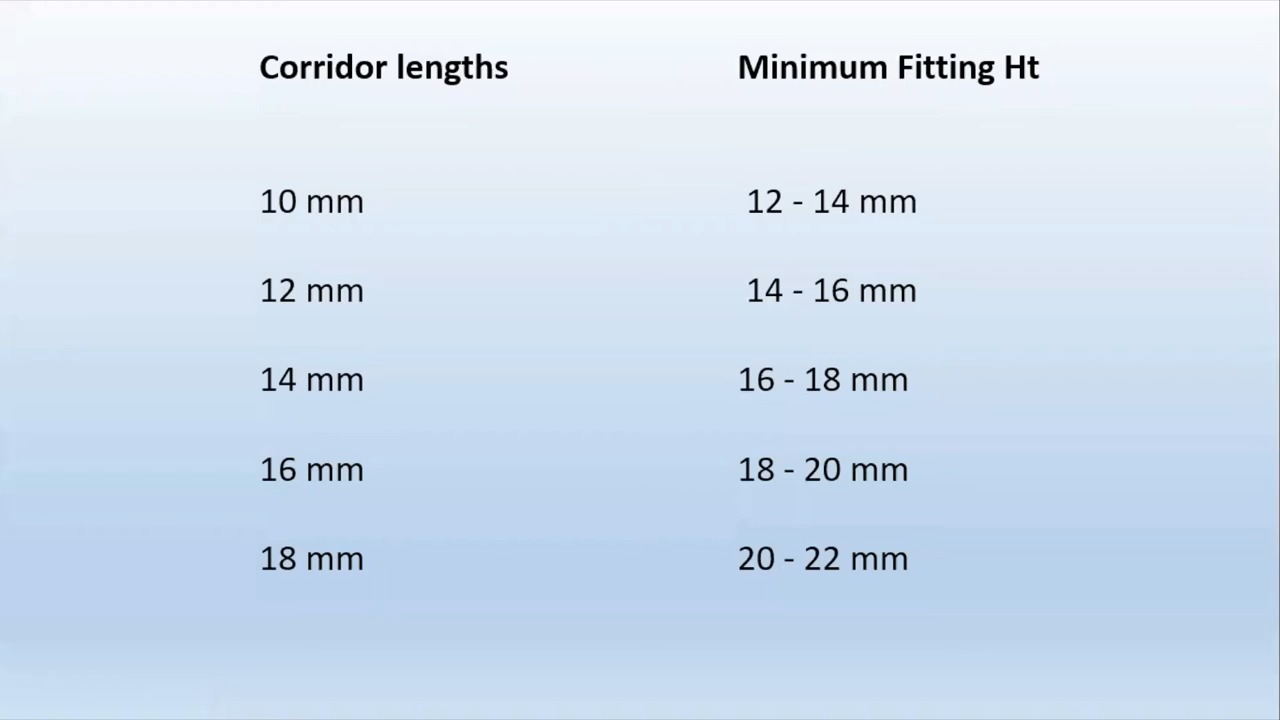 Corridor lengths Minimum Fitting Ht
10 mm 12 - 14 mm
12 mm 14 - 16 mm
14 mm 16 - 18 mm
16 mm 18 - 20 mm
18 mm 20 - 22 mm